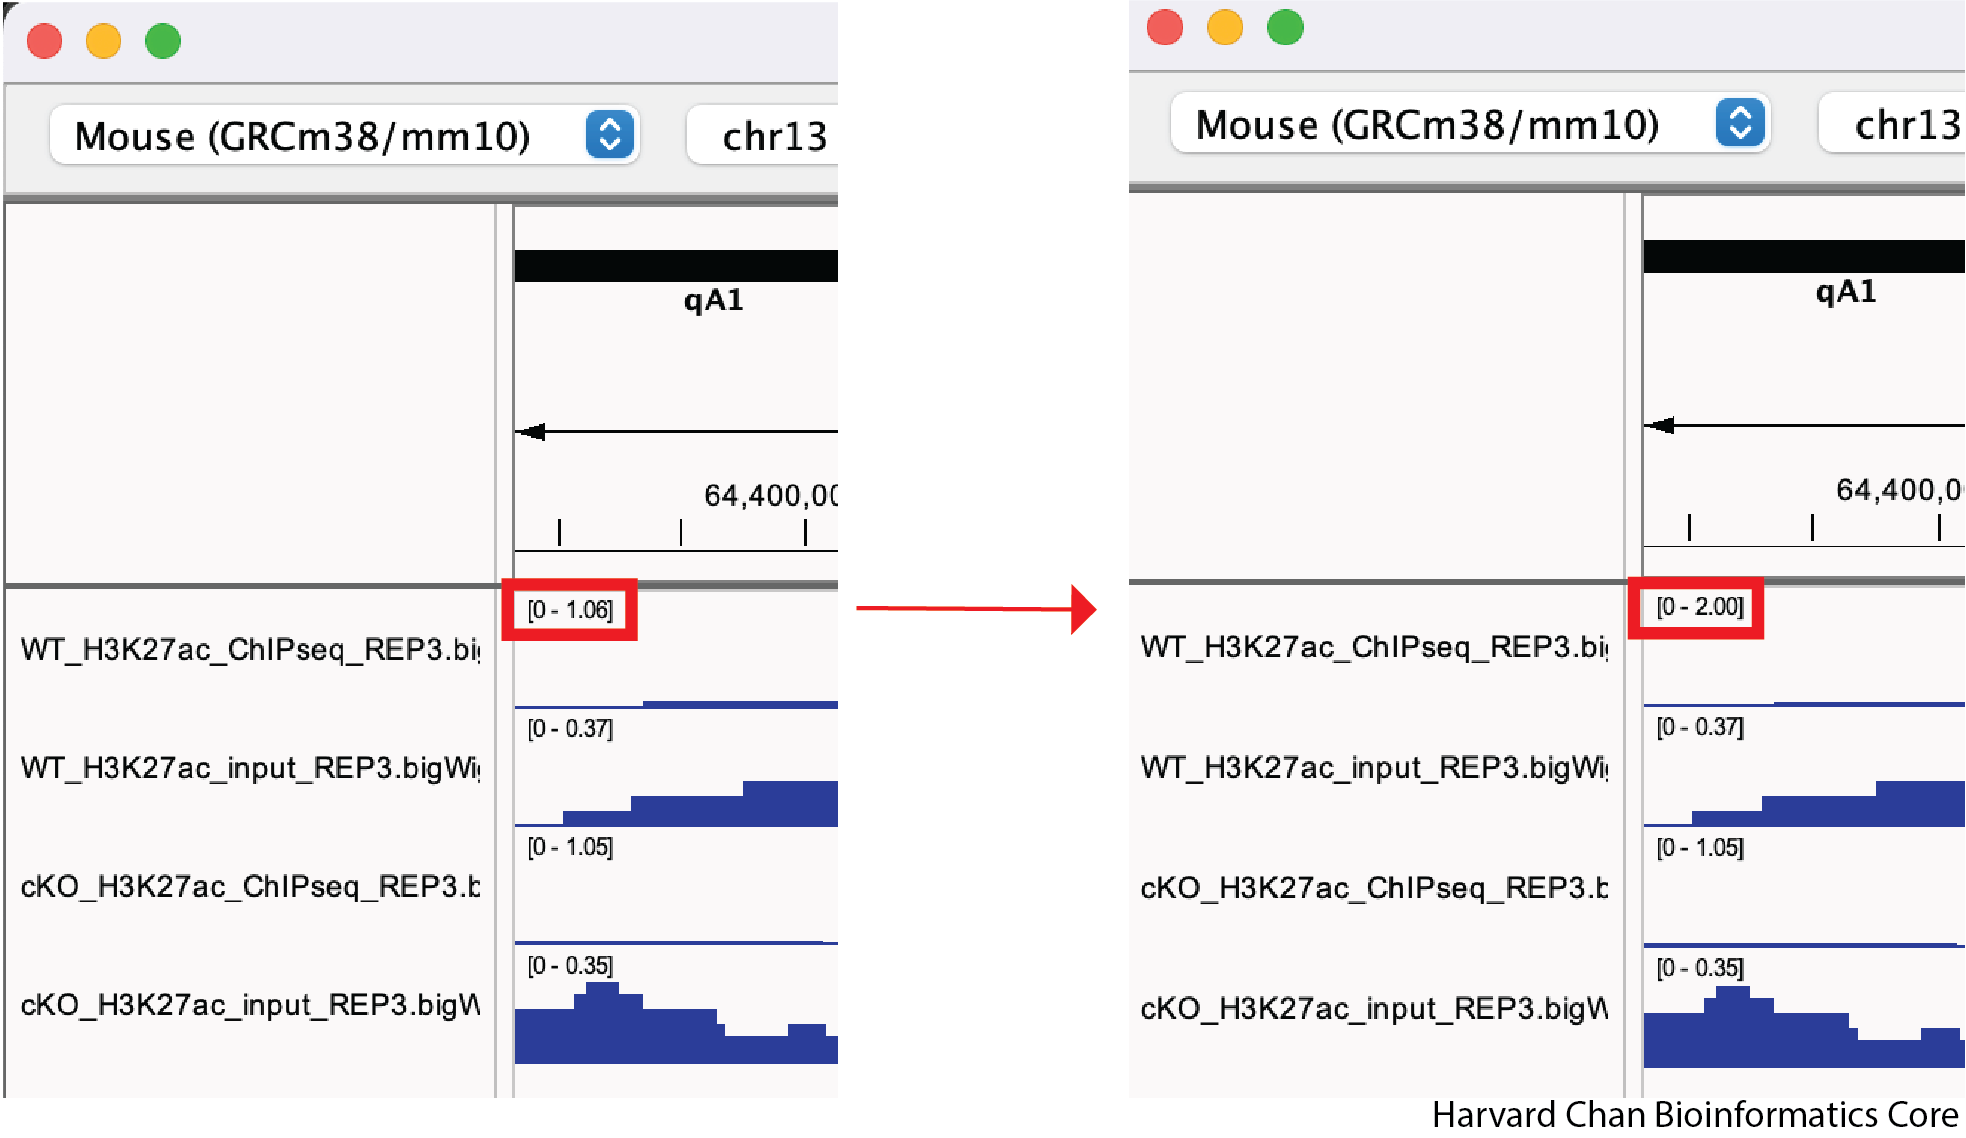 Mouse (GRCm38/mm10)
chr13
qA1
64,400,00
[0 - 1.06]
WT_H3K27ac_ChIPseq_REP3.bi
[0 - 0.37]
WT_H3K27ac_input_REP3.bigWi
[0 - 1.05]
cKO_H3K27ac_ChIPseq_REP3.b
[0 - 0.35]
cKO_H3K27ac_input_REP3.bigW
Mouse (GRCm38/mm10)
chr13
qA1
64,400,0
[0 - 2.00]
WT_H3K27ac_ChIPseq_REP3.bi
[0 - 0.37]
WT_H3K27ac_input_REP3.bigWi
[0 - 1.05]
cKO_H3K27ac_ChIPseq_REP3.b
[0 - 0.35]
cKO_H3K27ac_input_REP3.bigW
Harvard Chan Bioinformatics Core